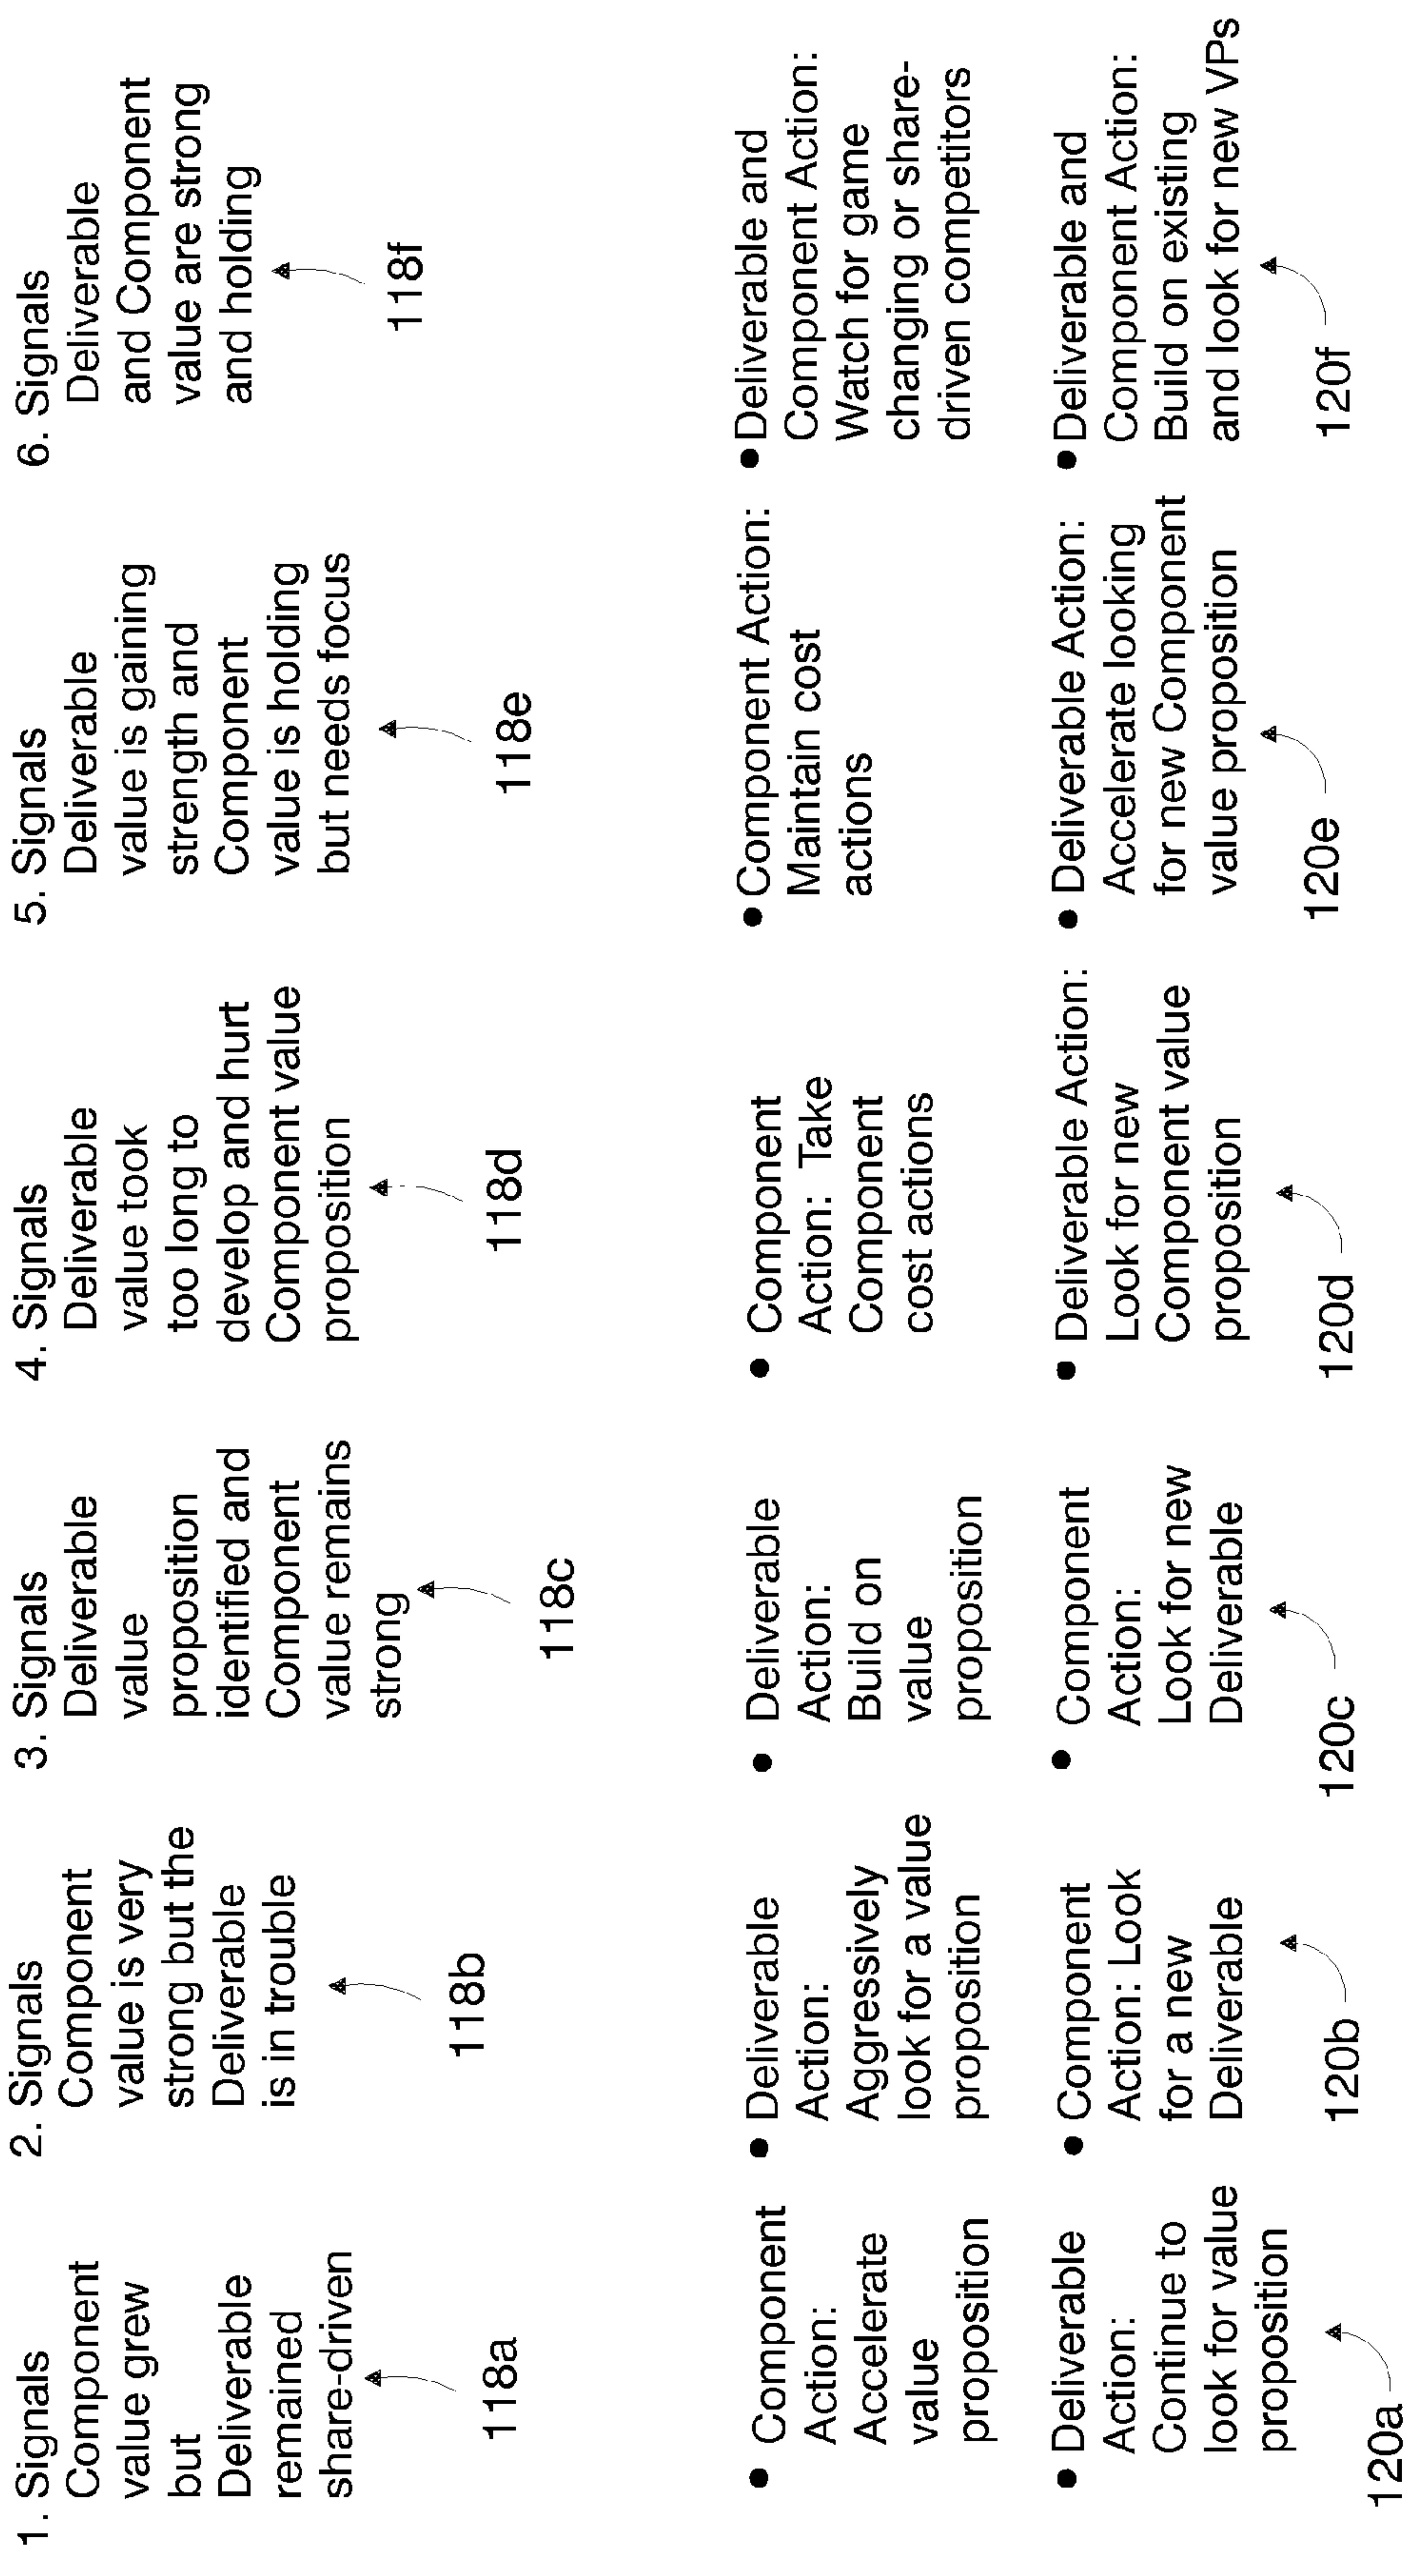 1. Signals
Component
value grew
but
Deliverable
remained
share-driven
118a
2. Signals
Component
value is very
strong but the
Deliverable
is in trouble
118b
3. Signals
Deliverable
value
proposition
identified and
Component
value remains
strong
118c
4. Signals
Deliverable
value took
too long to
develop and hurt
Component value
proposition
118d
5. Signals
Deliverable
value is gaining
strength and
Component
value is holding
but needs focus
118e
6. Signals
Deliverable
and Component
value are strong
and holding
118f
● Component
Action:
Accelerate
value
proposition
● Deliverable
Action:
Continue to
look for value
proposition
120a
● Deliverable
Action:
Aggressively
look for a value
proposition
● Component
Action: Look
for a new
Deliverable
120b
● Deliverable
Action:
Build on
value
proposition
● Component
Action:
Look for new
Deliverable
120c
● Component
Action: Take
Component
cost actions
● Deliverable Action:
Look for new
Component value
proposition
120d
● Component Action:
Maintain cost
actions
● Deliverable Action:
Accelerate looking
for new Component
value proposition
120e
● Deliverable and
Component Action:
Watch for game
changing or share-
driven competitors
● Deliverable and
Component Action:
Build on existing
and look for new VPs
120f